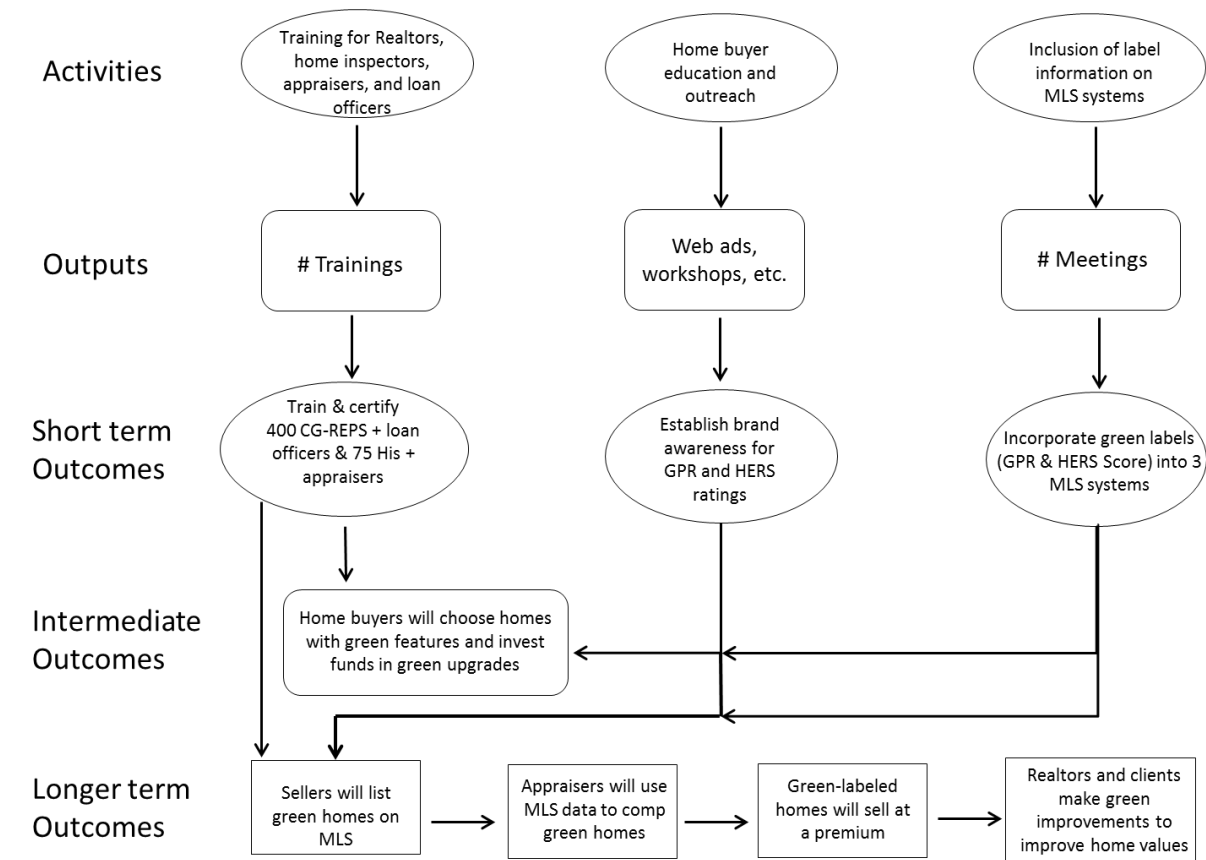 Activities
Training for Realtors,
home inspectors,
appraisers, and loan
officers
Home buyer
education and
outreach
Inclusion of label
information on
MLS systems
Outputs
# Trainings
Web ads,
workshops, etc.
# Meetings
Short term
Outcomes
Train & certify
400 CG-REPS + loan
officers & 75 His +
appraisers
Establish brand
awareness for
GPR and HERS
ratings
Incorporate green labels
(GPR & HERS Score) into 3
MLS systems
Intermediate
Outcomes
Home buyers will choose homes
with green features and invest
funds in green upgrades
Longer term
Outcomes
Sellers will list
green homes on
MLS
Appraisers will use
MLS data to comp
green homes
Green-labeled
homes will sell at
a premium
Realtors and clients
make green
improvements to
improve home values